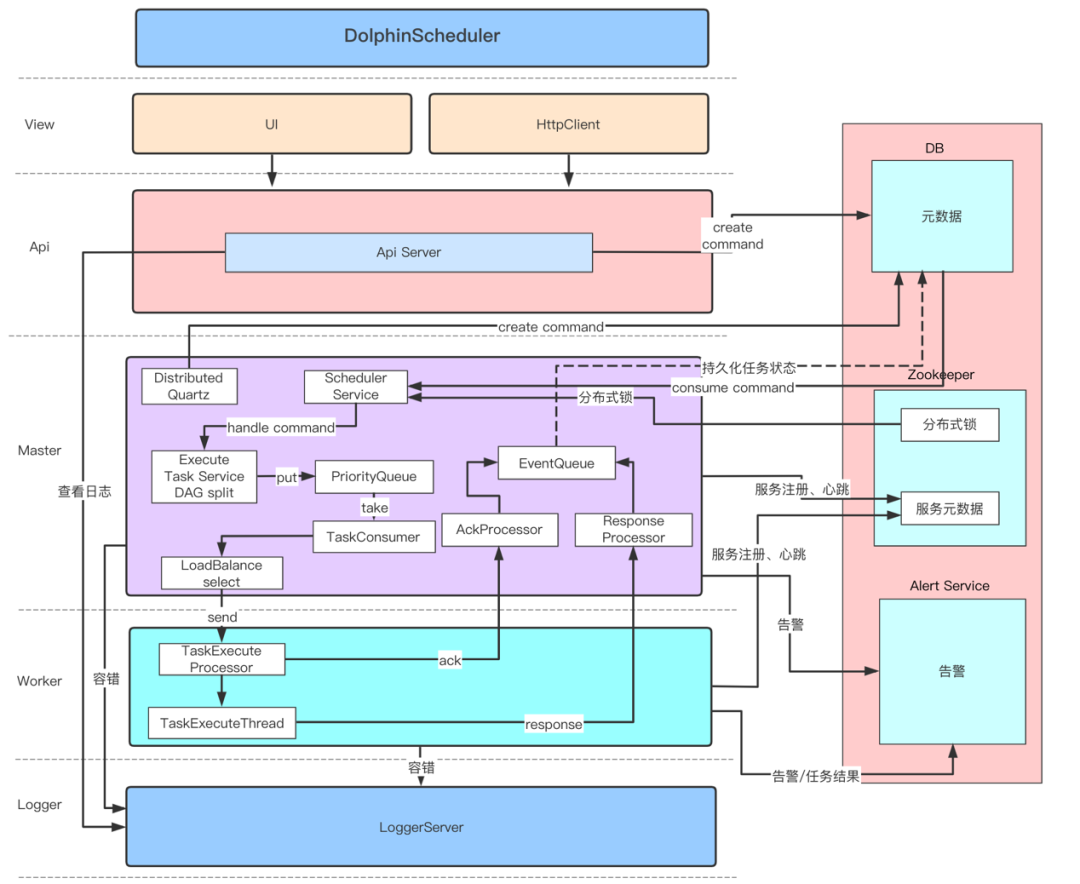 DolphinScheduler
View
UI
HttpClient
DB
元数据
Api
Api Server
create
command
create command
Distributed
Quartz
Scheduler
Service
持久化任务状态
consume command
Zookeeper
分布式锁
分布式锁
handle command
Master
Execute
Task Service
DAG split
put
PriorityQueue
EventQueue
查看日志
服务注册、心跳
服务元数据
take
TaskConsumer
AckProcessor
Response
Processor
LoadBalance
select
服务注册、心跳
Alert Service
send
告警
TaskExecute
Processor
ack
Worker
容错
告警
TaskExecuteThread
response
容错
告警/任务结果
Logger
LoggerServer